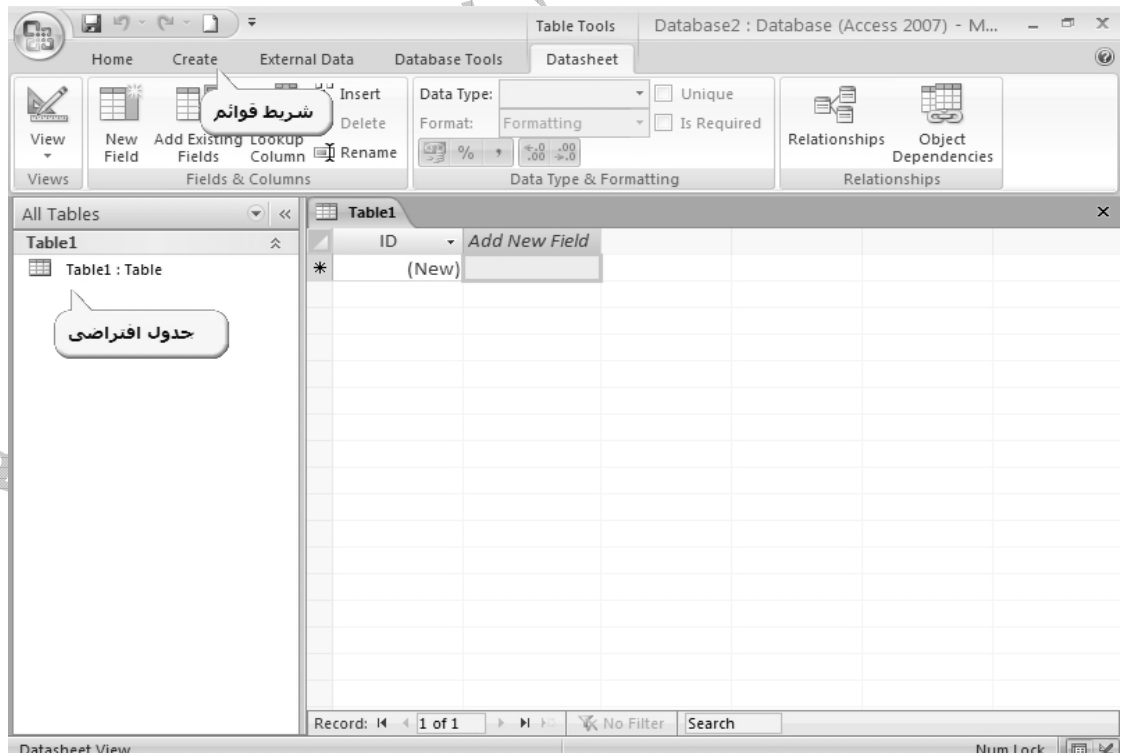 Table Tools
Database2 : Database (Access 2007) - M...
Home Create External Data Database Tools Datasheet
شريط قوائم
View
Views
New Field
Add Existing Fields
Lookup Column
Insert
Delete
Rename
Fields & Columns
Data Type:
Format: Formatting
% , .00 .00
Unique
Is Required
Data Type & Formatting
Relationships
Object Dependencies
Relationships
All Tables
Table1
Table1 : Table
جدول افتراضى
Table1
ID Add New Field
(New)
Record: 1 of 1 No Filter Search
Datasheet View
Num Lock